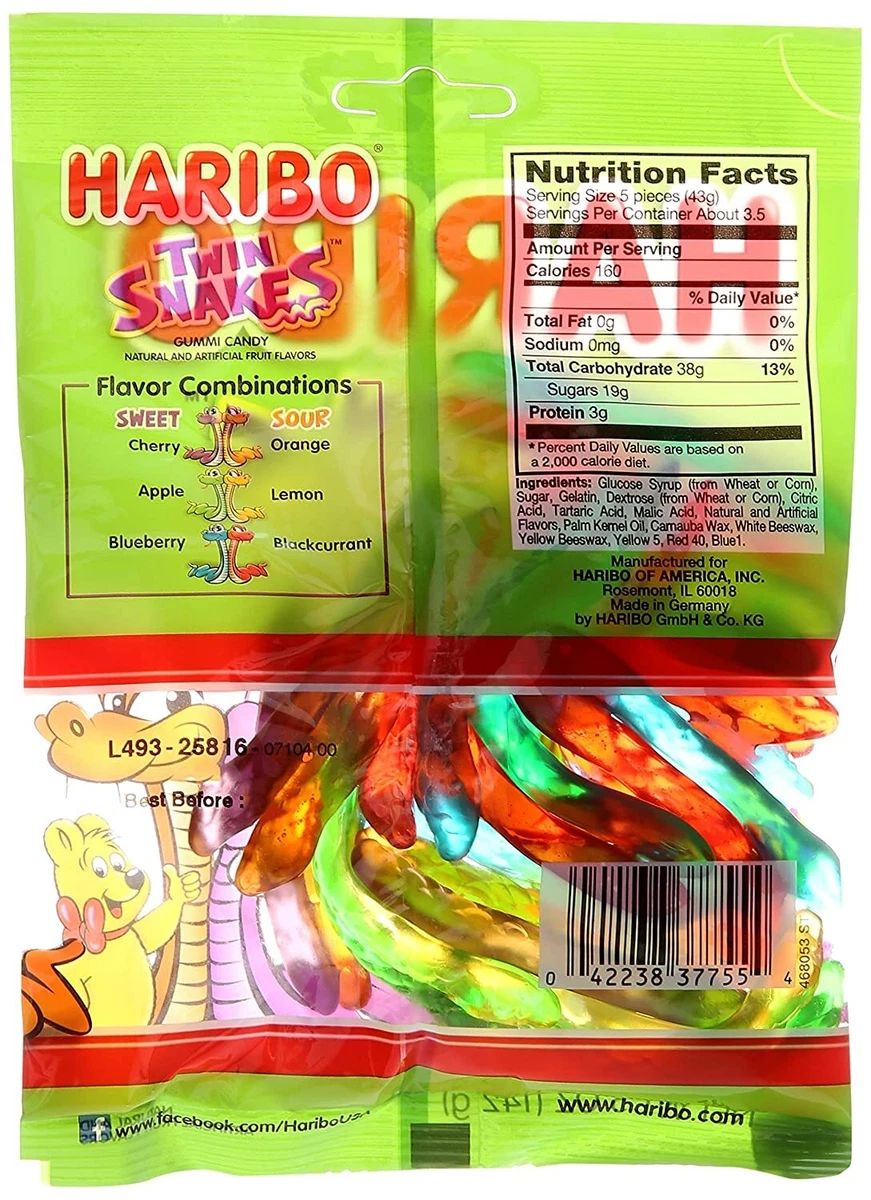 HARIBO®
TWIN
SNAKES™
GUMMI CANDY
NATURAL AND ARTIFICIAL FRUIT FLAVORS
Flavor Combinations
SWEET SOUR
Cherry Orange
Apple Lemon
Blueberry Blackcurrant
Nutrition Facts
Serving Size 5 pieces (43g)
Servings Per Container About 3.5
Amount Per Serving
Calories 160
% Daily Value*
Total Fat 0g 0%
Sodium 0mg 0%
Total Carbohydrate 38g 13%
Sugars 19g
Protein 3g
*Percent Daily Values are based on
a 2,000 calorie diet.
Ingredients: Glucose Syrup (from Wheat or Corn),
Sugar, Gelatin, Dextrose (from Wheat or Corn), Citric
Acid, Tartaric Acid, Malic Acid, Natural and Artificial
Flavors, Palm Kernel Oil, Carnauba Wax, White Beeswax,
Yellow Beeswax, Yellow 5, Red 40, Blue1.
Manufactured for
HARIBO OF AMERICA, INC.
Rosemont, IL 60018
Made in Germany
by HARIBO GmbH & Co. KG
HARIBO
L493-25816-07104 00
Best Before :
0 42238 37755 4
468053 ST
(142 g)
f www.facebook.com/HariboUSA
www.haribo.com